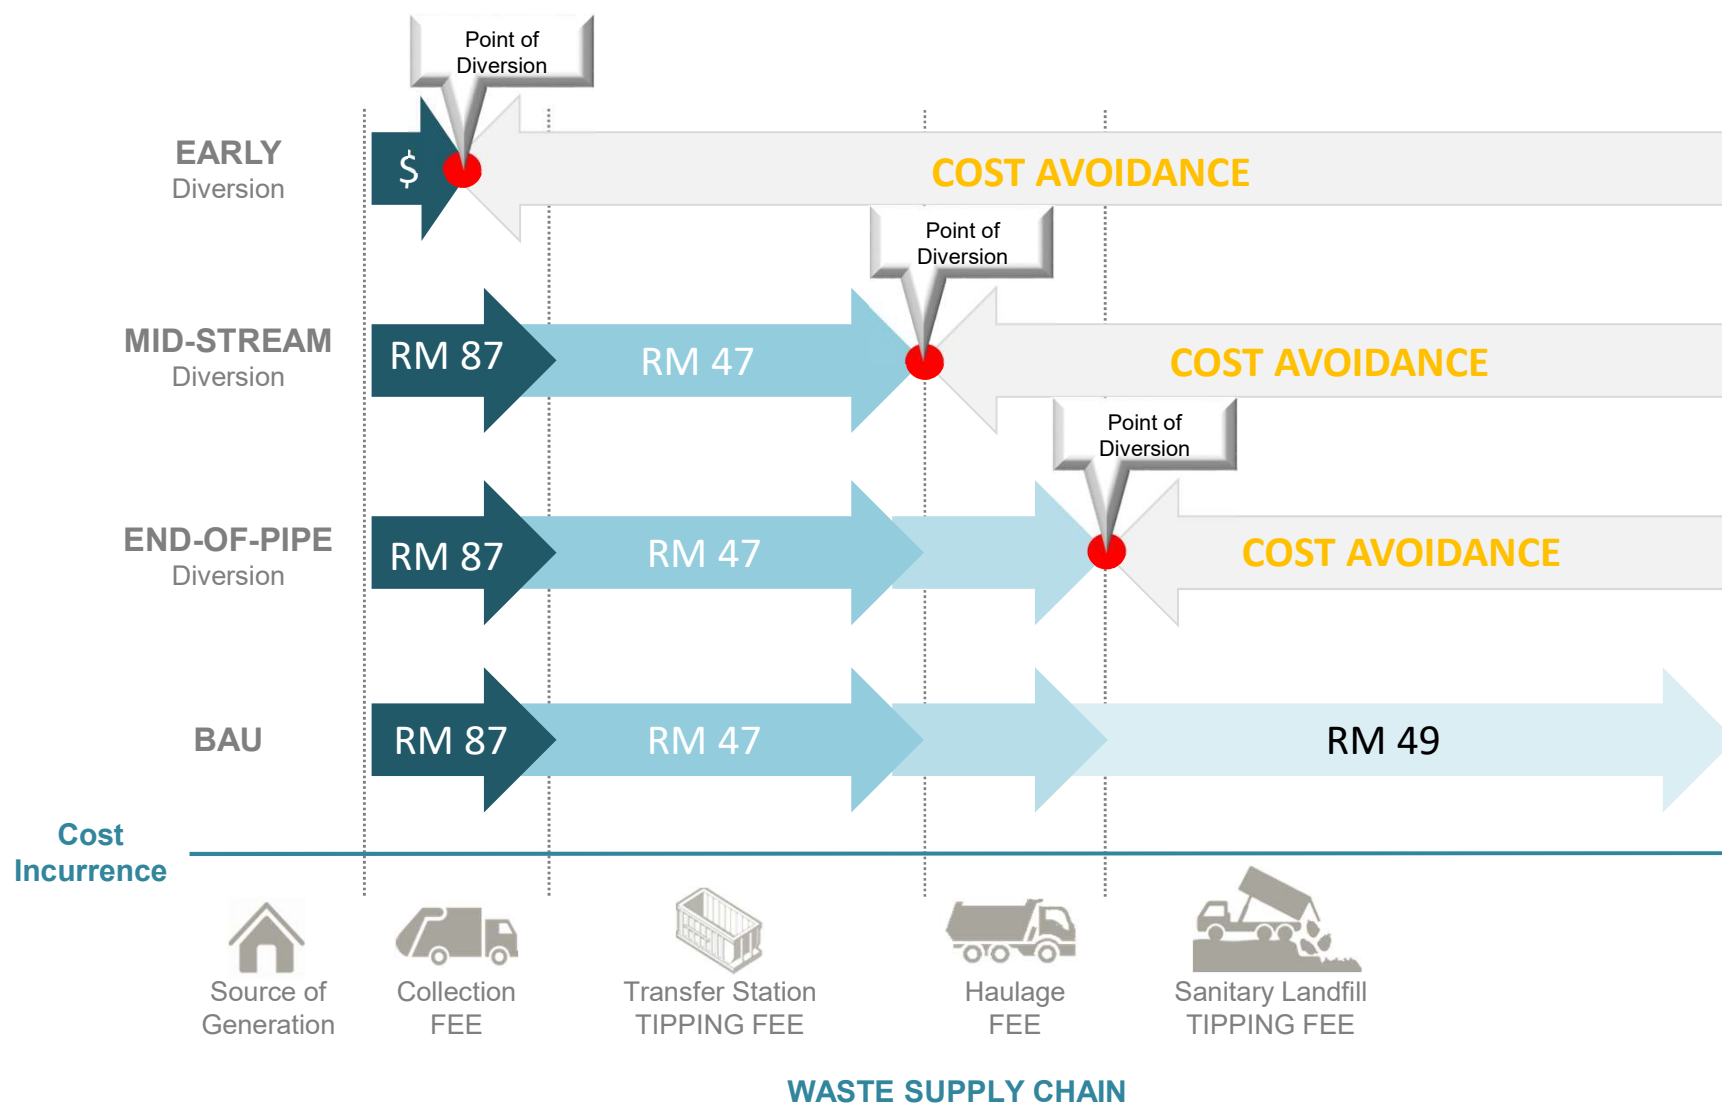 Point of
Diversion
EARLY
Diversion
$
COST AVOIDANCE
Point of
Diversion
MID-STREAM
Diversion
RM 87
RM 47
COST AVOIDANCE
Point of
Diversion
END-OF-PIPE
Diversion
RM 87
RM 47
COST AVOIDANCE
BAU
RM 87
RM 47
RM 49
Cost
Incurrence
Source of
Generation
Collection
FEE
Transfer Station
TIPPING FEE
Haulage
FEE
Sanitary Landfill
TIPPING FEE
WASTE SUPPLY CHAIN